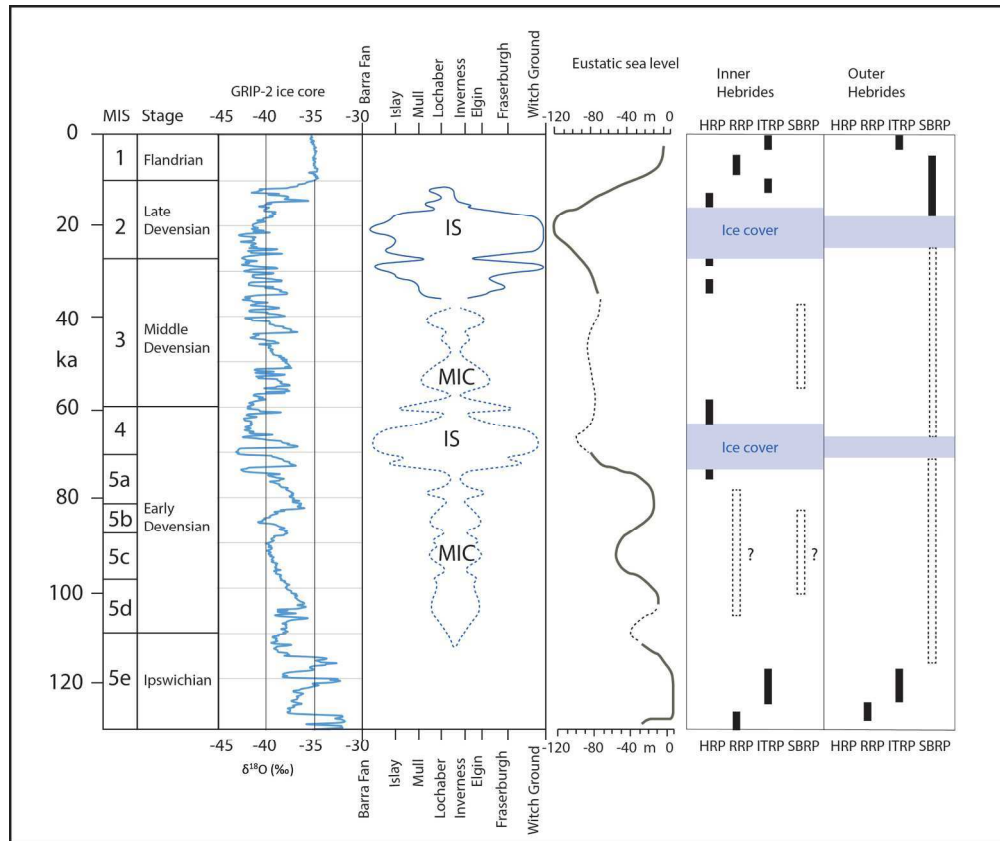 Barra Fan
Islay
Mull
Lochaber
Inverness
Elgin
Fraserburgh
Witch Ground
GRIP-2 ice core
Eustatic sea level
Inner
Hebrides
Outer
Hebrides
MIS
Stage
-45 -40 -35 -30
-120 -80 -40 m 0
HRP RRP ITRP SBRP
HRP RRP ITRP SBRP
0
20
40
ka
60
80
100
120
1
2
3
4
5a
5b
5c
5d
5e
Flandrian
Late
Devensian
Middle
Devensian
Early
Devensian
Ipswichian
IS
MIC
IS
MIC
Ice cover
Ice cover
?
?
-45 -40 -35 -30
δ¹⁸O (‰)
Barra Fan
Islay
Mull
Lochaber
Inverness
Elgin
Fraserburgh
Witch Ground
-120 -80 -40 m 0
HRP RRP ITRP SBRP
HRP RRP ITRP SBRP